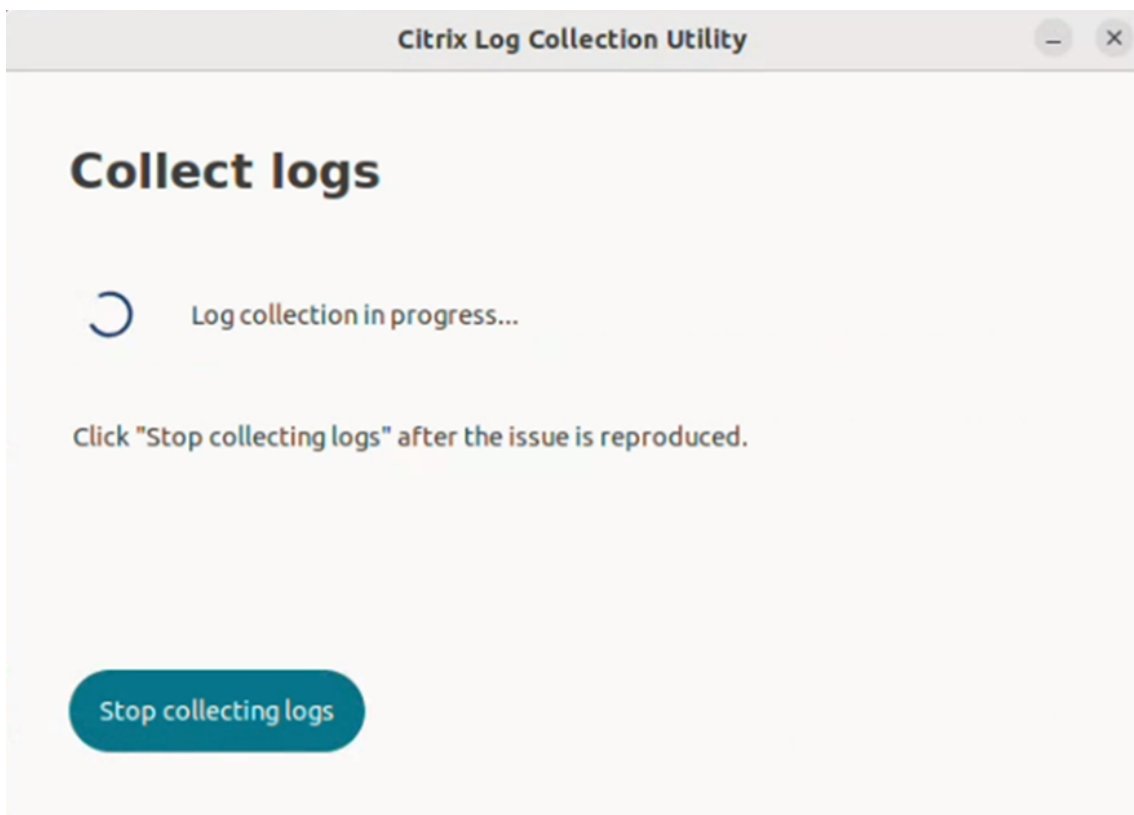 Citrix Log Collection Utility
Collect logs
Log collection in progress...
Click "Stop collecting logs" after the issue is reproduced.
Stop collecting logs